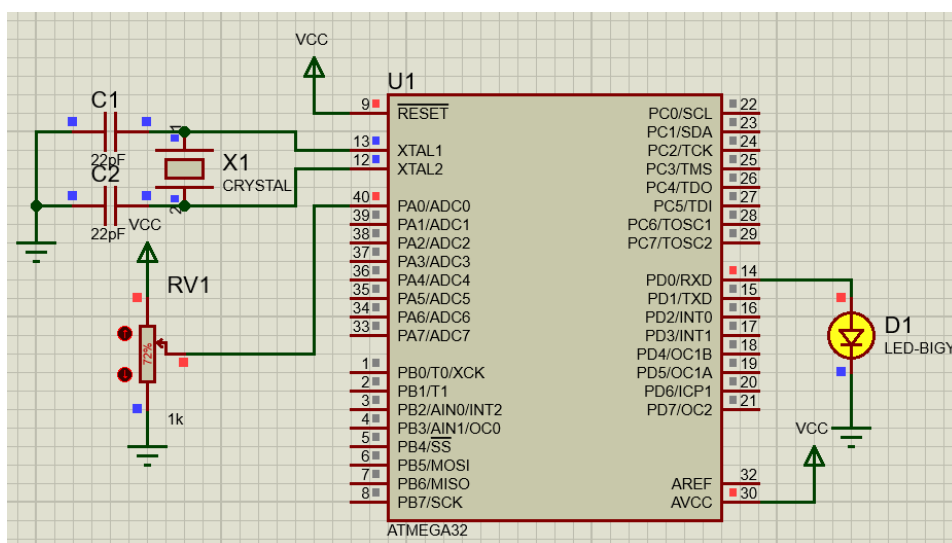 VCC
U1
C1
22pF
C2
22pF
1
X1
CRYSTAL
2
VCC
RV1
72%
1k
9
RESET
13
XTAL1
12
XTAL2
40
PA0/ADC0
39
PA1/ADC1
38
PA2/ADC2
37
PA3/ADC3
36
PA4/ADC4
35
PA5/ADC5
34
PA6/ADC6
33
PA7/ADC7
1
PB0/T0/XCK
2
PB1/T1
3
PB2/AIN0/INT2
4
PB3/AIN1/OC0
5
PB4/SS
6
PB5/MOSI
7
PB6/MISO
8
PB7/SCK
PC0/SCL
22
PC1/SDA
23
PC2/TCK
24
PC3/TMS
25
PC4/TDO
26
PC5/TDI
27
PC6/TOSC1
28
PC7/TOSC2
29
PD0/RXD
14
PD1/TXD
15
PD2/INT0
16
PD3/INT1
17
PD4/OC1B
18
PD5/OC1A
19
PD6/ICP1
20
PD7/OC2
21
AREF
32
AVCC
30
ATMEGA32
D1
LED-BIGY
VCC